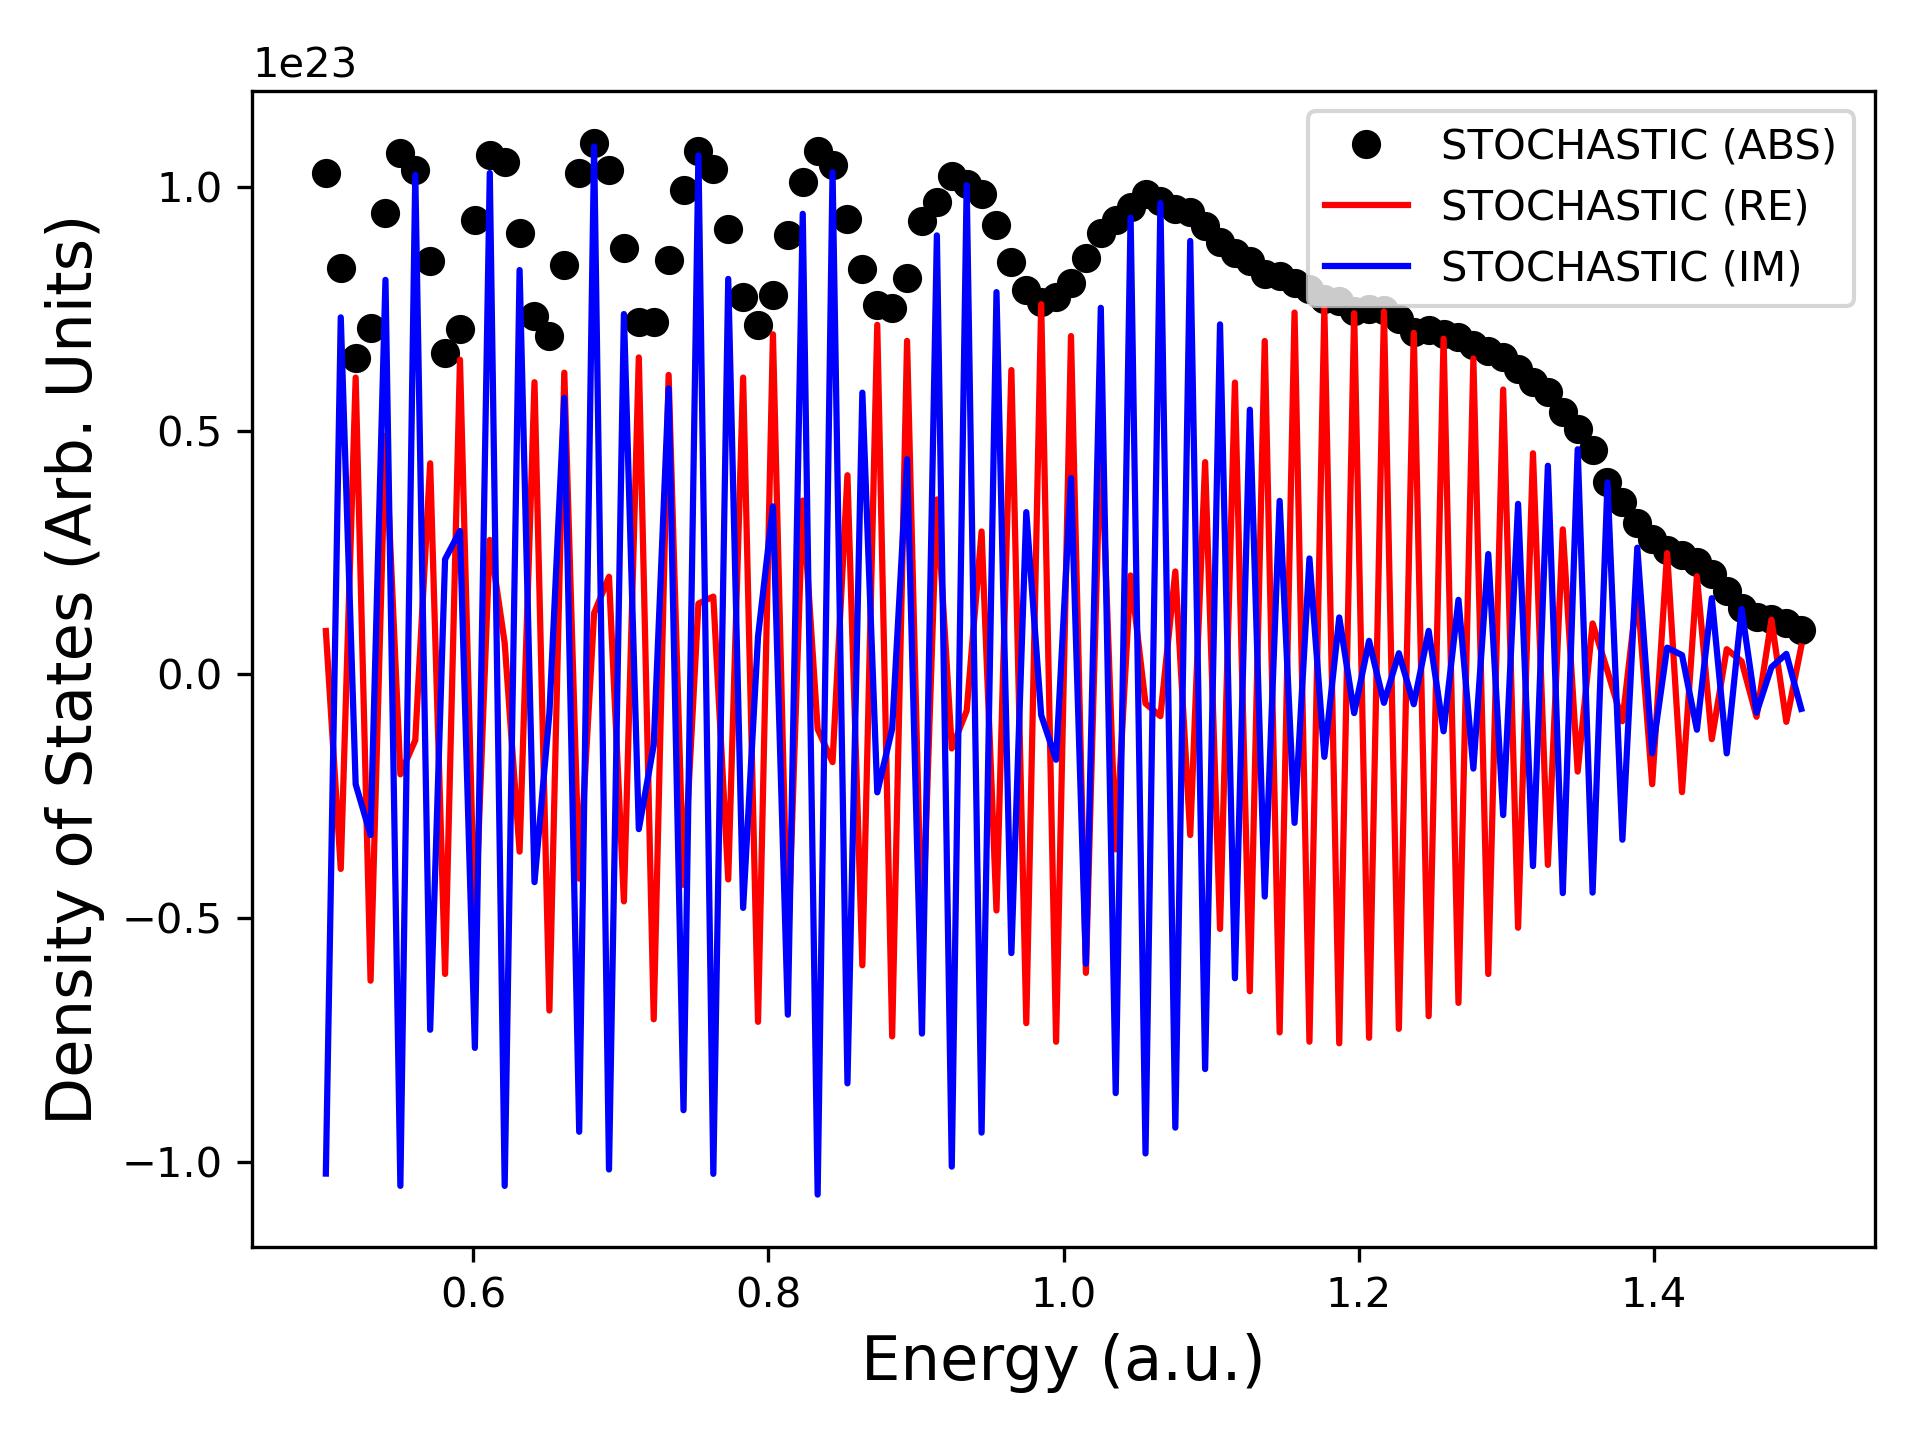 1e23
STOCHASTIC (ABS)
STOCHASTIC (RE)
STOCHASTIC (IM)
1.0
0.5
0.0
−0.5
−1.0
Density of States (Arb. Units)
0.6 0.8 1.0 1.2 1.4
Energy (a.u.)